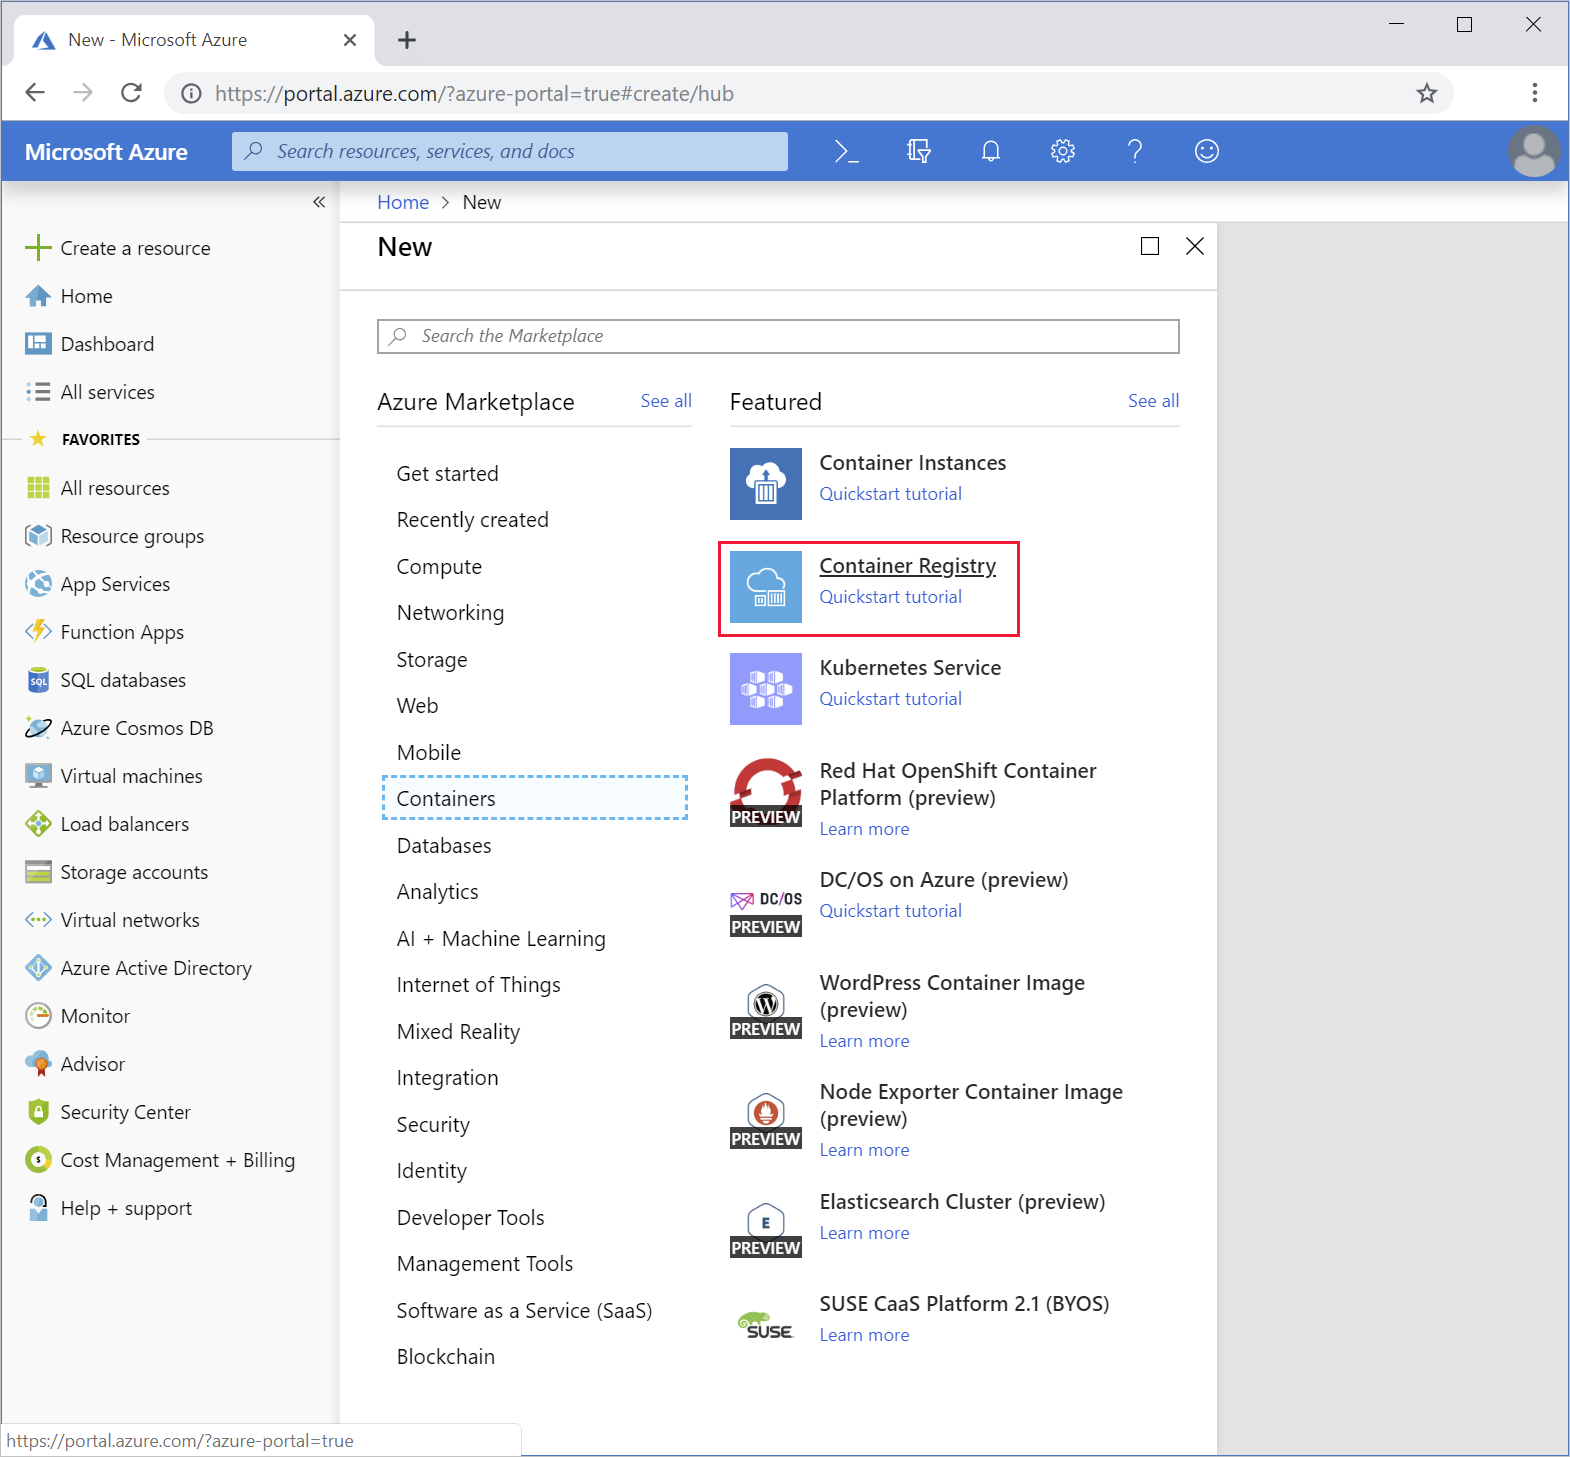 New - Microsoft Azure
https://portal.azure.com/?azure-portal=true#create/hub
Microsoft Azure
Search resources, services, and docs
Home > New
New
Create a resource
Home
Dashboard
All services
FAVORITES
All resources
Resource groups
App Services
Function Apps
SQL
SQL databases
Azure Cosmos DB
Virtual machines
Load balancers
Storage accounts
Virtual networks
Azure Active Directory
Monitor
Advisor
Security Center
Cost Management + Billing
Help + support
Search the Marketplace
Azure Marketplace
See all
Get started
Recently created
Compute
Networking
Storage
Web
Mobile
Containers
Databases
Analytics
AI + Machine Learning
Internet of Things
Mixed Reality
Integration
Security
Identity
Developer Tools
Management Tools
Software as a Service (SaaS)
Blockchain
Featured
See all
Container Instances
Quickstart tutorial
Container Registry
Quickstart tutorial
Kubernetes Service
Quickstart tutorial
PREVIEW
Red Hat OpenShift Container
Platform (preview)
Learn more
DC/OS
PREVIEW
DC/OS on Azure (preview)
Quickstart tutorial
W
PREVIEW
WordPress Container Image
(preview)
Learn more
PREVIEW
Node Exporter Container Image
(preview)
Learn more
E
PREVIEW
Elasticsearch Cluster (preview)
Learn more
SUSE
SUSE CaaS Platform 2.1 (BYOS)
Learn more
https://portal.azure.com/?azure-portal=true